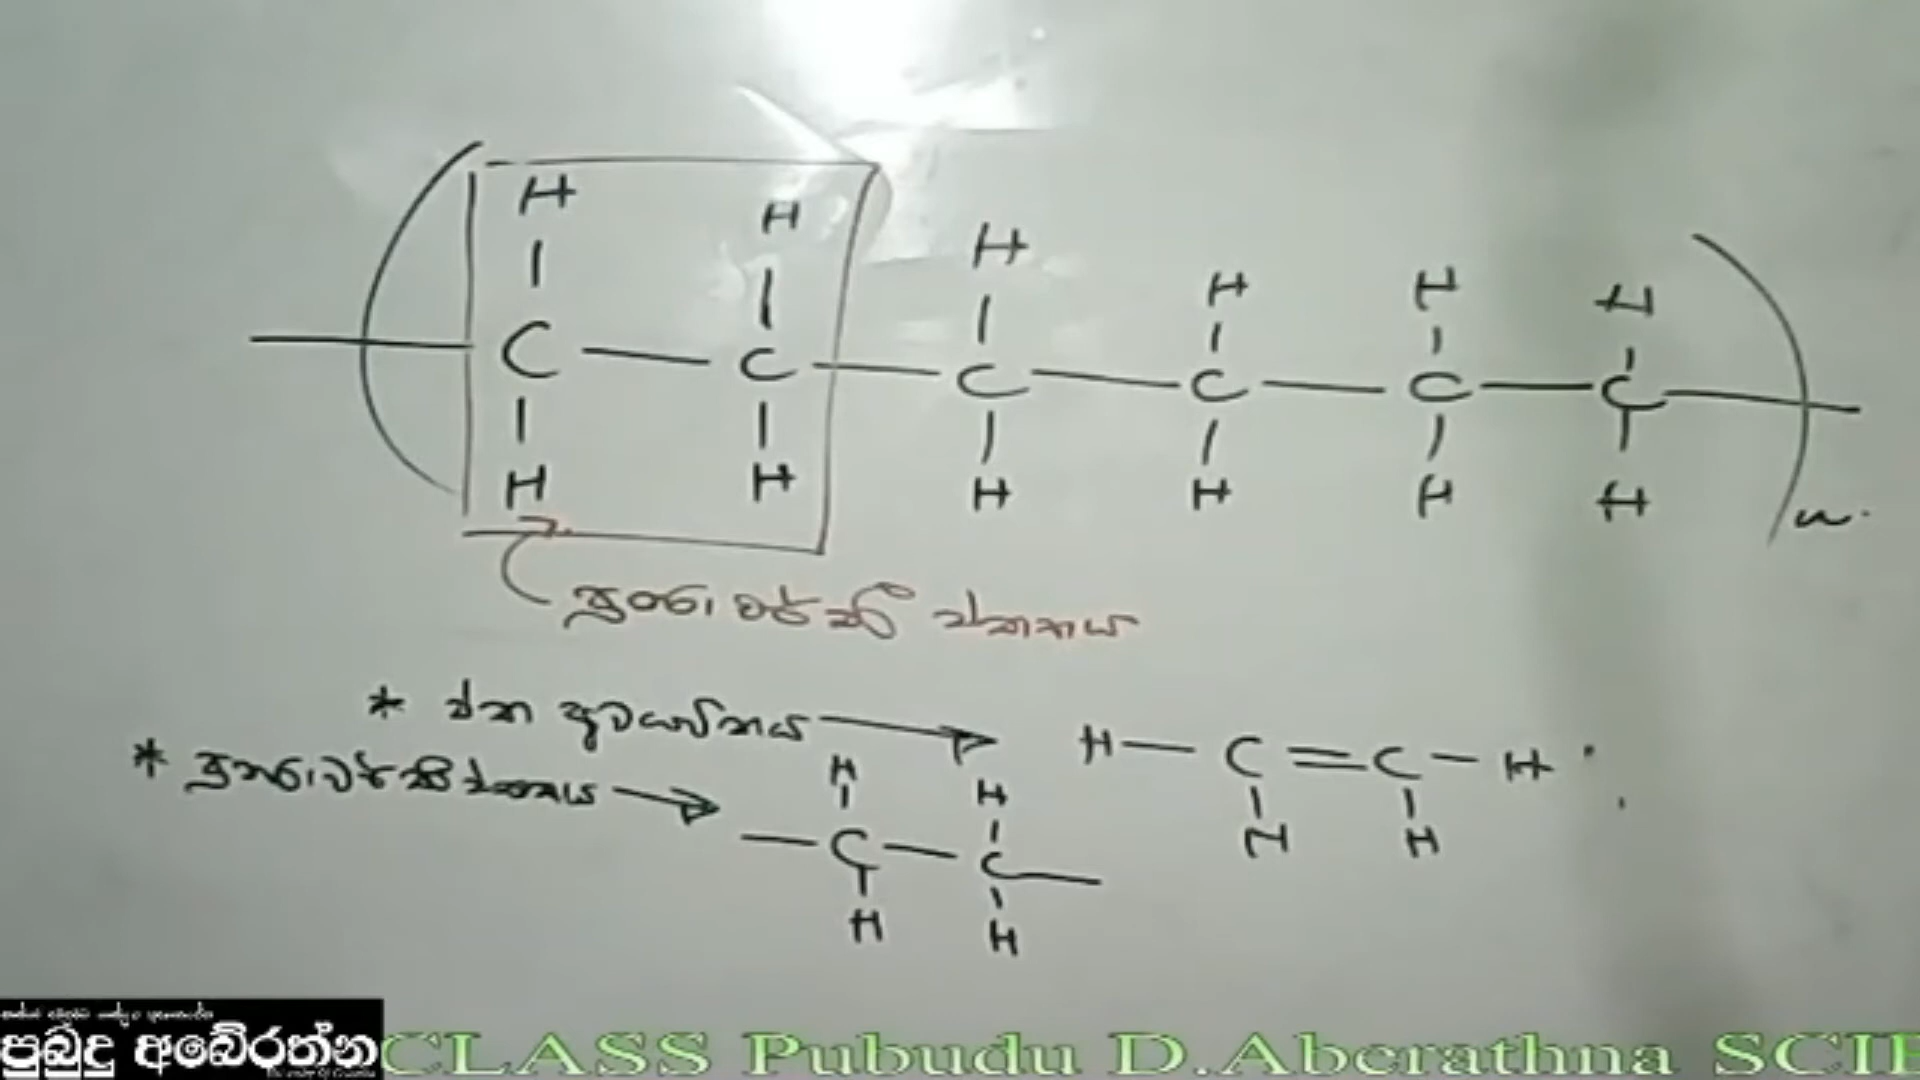 H H H H H H
C — C — C — C — C — C
H H H H H H n
පුනරාවර්තී ඒකකය
* ඒක අවයවිකය → H — C = C — H
H H
* පුනරාවර්තී ඒකකය →
H H
— C — C —
H H
පුබුදු අබේරත්න
CLASS Pubudu D.Aberathna SCIE